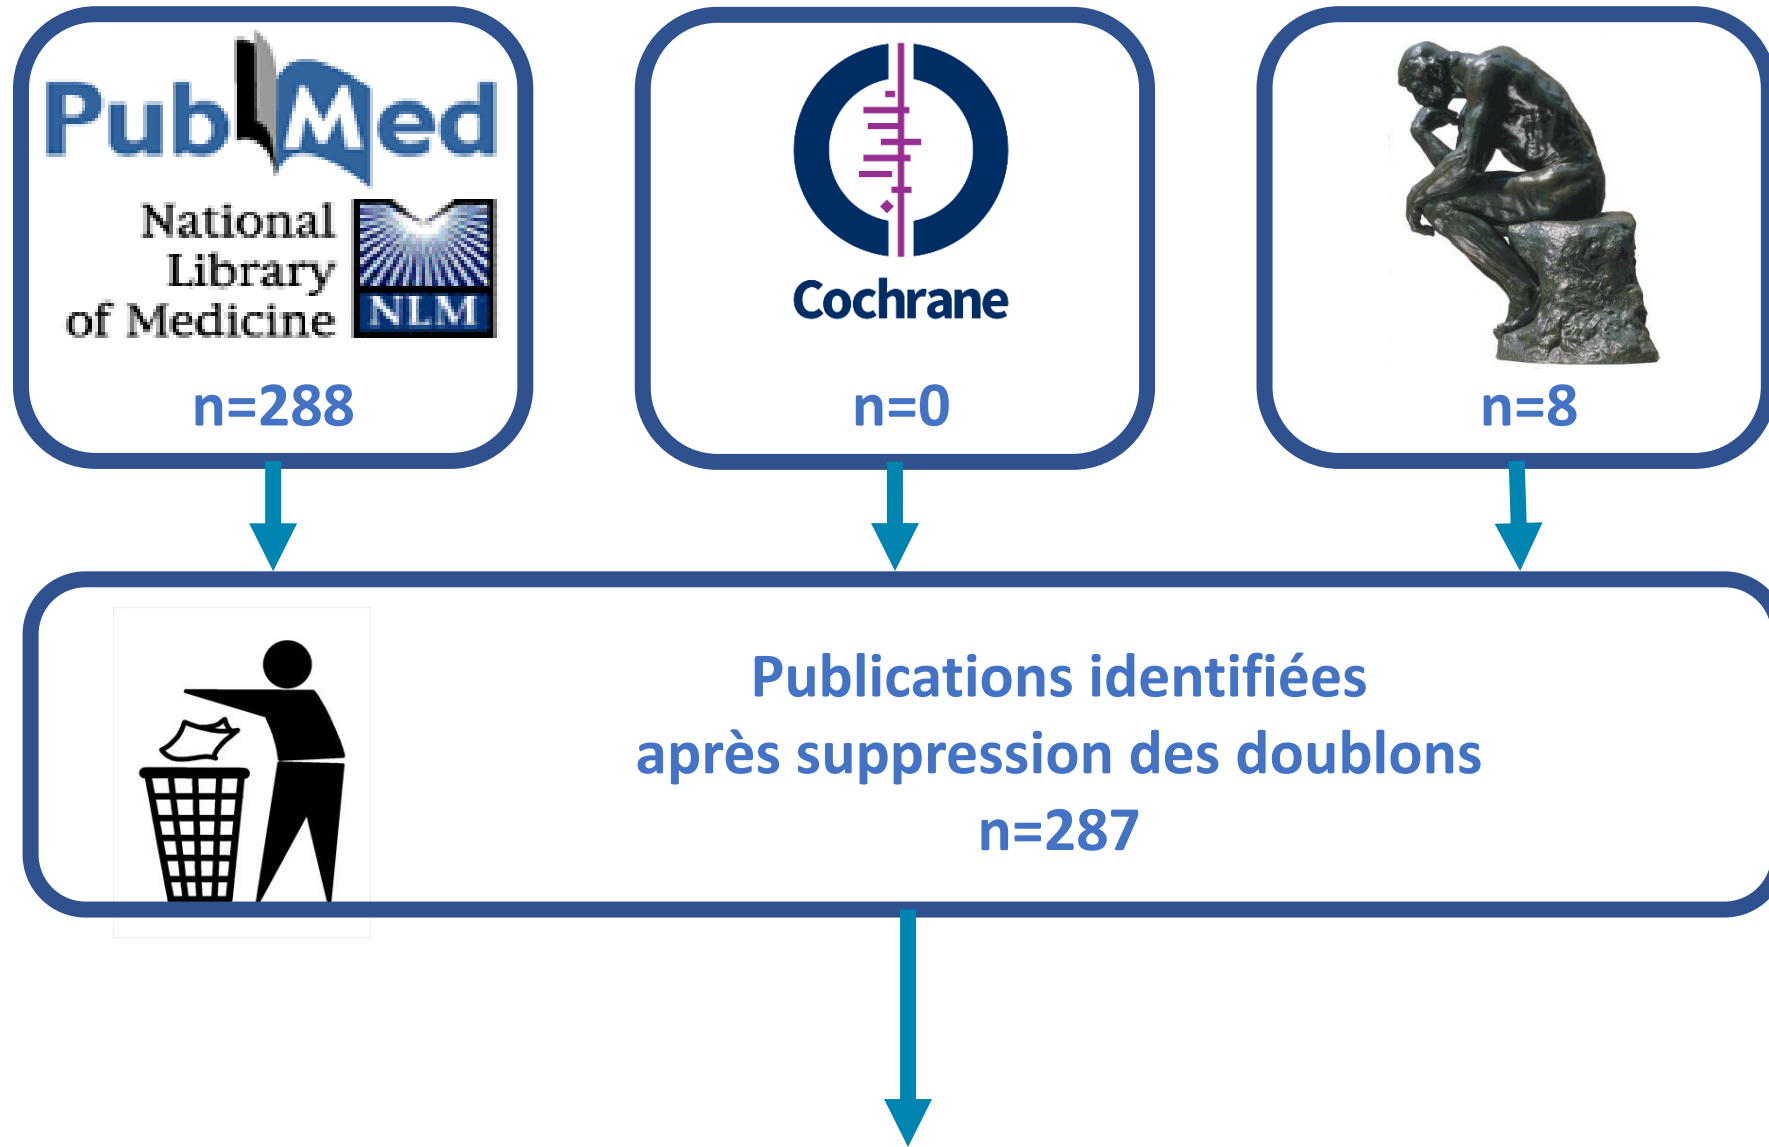 PubMed
National
Library
of Medicine
NLM
n=288
Cochrane
n=0
n=8
Publications identifiées
après suppression des doublons
n=287